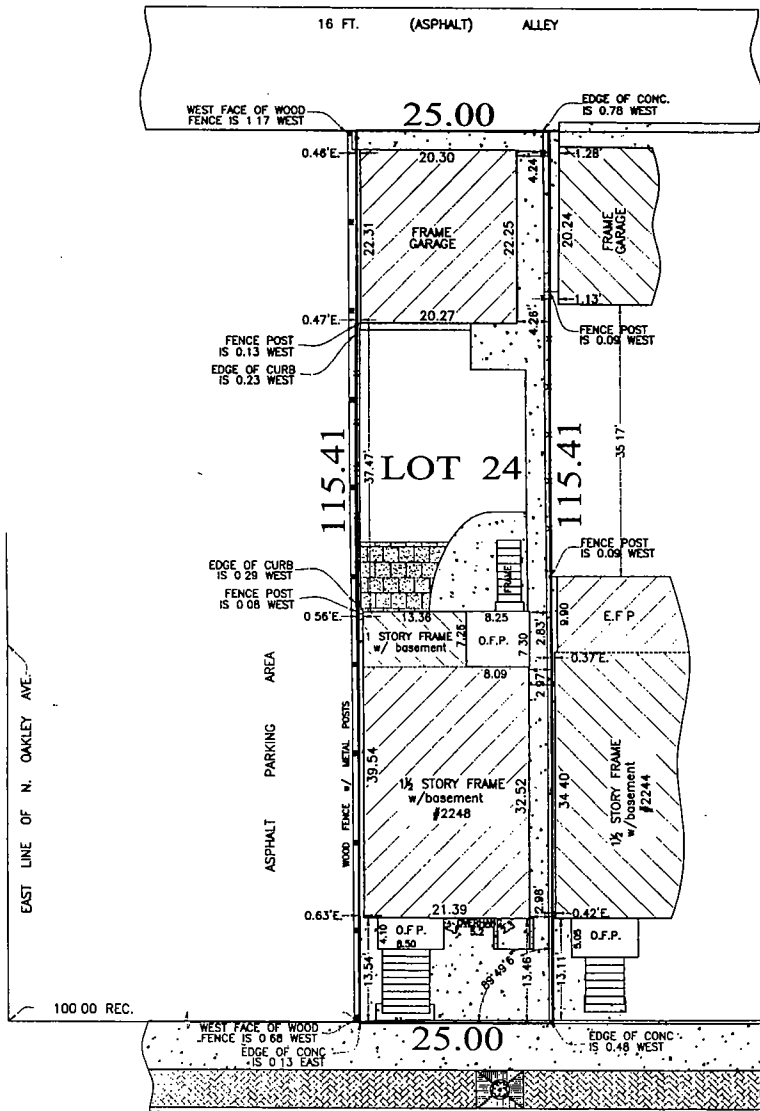 16 FT. (ASPHALT) ALLEY
WEST FACE OF WOOD
FENCE IS 1.17 WEST
25.00
EDGE OF CONC.
IS 0.78 WEST
0.46'E.
20.30
4.24'
1.28'
22.31
FRAME
GARAGE
22.25
20.24
FRAME
GARAGE
0.47'E.
20.27
4.26'
1.13'
FENCE POST
IS 0.13 WEST
FENCE POST
IS 0.09 WEST
EDGE OF CURB
IS 0.23 WEST
115.41
37.47'
LOT 24
115.41
35 17'
EDGE OF CURB
IS 0 29 WEST
FENCE POST
IS 0.09 WEST
FENCE POST
IS 0.08 WEST
FRAME
0.56'E.
13.36
8.25
2.83'
9.90
E.F P
1 STORY FRAME
w/ basement
7.25
O.F.P.
7.30
8.09
2.97'
0.37'E.
EAST LINE OF N. OAKLEY AVE.
ASPHALT PARKING AREA
WOOD FENCE w/ METAL POSTS
39.54
1½ STORY FRAME
w/basement
#2248
32.52
34 40'
1½ STORY FRAME
w/basement
#2244
0.63'E.
21.39
2.98'
0.42'E.
4.10
O.F.P.
8.50
OVERHANG
5.2
5.05
O.F.P.
13.54'
89°49'6"
13.46'
13.11'
100 00 REC.
WEST FACE OF WOOD
FENCE IS 0 68 WEST
25.00
EDGE OF CONC
IS 0.48 WEST
EDGE OF CONC
IS 0 13 EAST